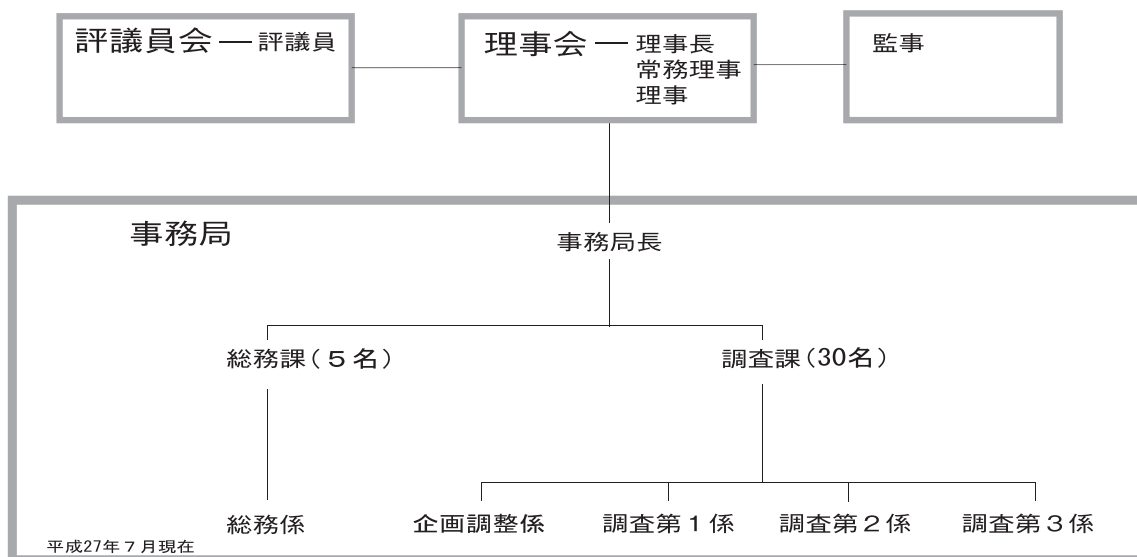 評議員会 ― 評議員
理事会 ― 理事長
常務理事
理事
監事
事務局
事務局長
総務課(5名)
調査課(30名)
総務係
企画調整係
調査第1係
調査第2係
調査第3係
平成27年7月現在